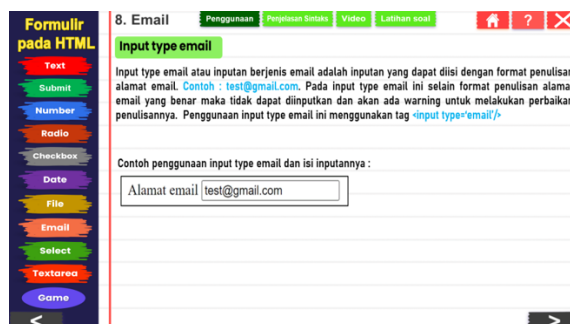 Formulir
pada HTML
Text
Submit
Number
Radio
Checkbox
Date
File
Email
Select
Textarea
Game
<
8. Email
Penggunaan
Penjelasan Sintaks
Video
Latihan soal
?
Input type email
Input type email atau inputan berjenis email adalah inputan yang dapat diisi dengan format penulisan
alamat email. Contoh : test@gmail.com. Pada input type email ini selain format penulisan alamat
email yang benar maka tidak dapat diinputkan dan akan ada warning untuk melakukan perbaikan
penulisannya. Penggunaan input type email ini menggunakan tag <input type='email'/>
Contoh penggunaan input type email dan isi inputannya :
Alamat email test@gmail.com
>